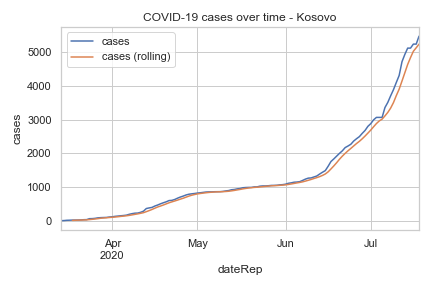 COVID-19 cases over time - Kosovo
cases
cases (rolling)
cases
5000
4000
3000
2000
1000
0
Apr
2020
May
Jun
Jul
dateRep